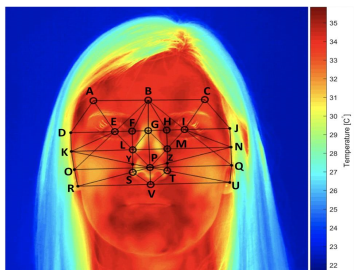 A B C
D E F G H I J
K L M N
O Y P Z Q
R S T U
V
35
34
33
32
31
30
29
28
27
26
25
24
23
22
Temperature [C°]